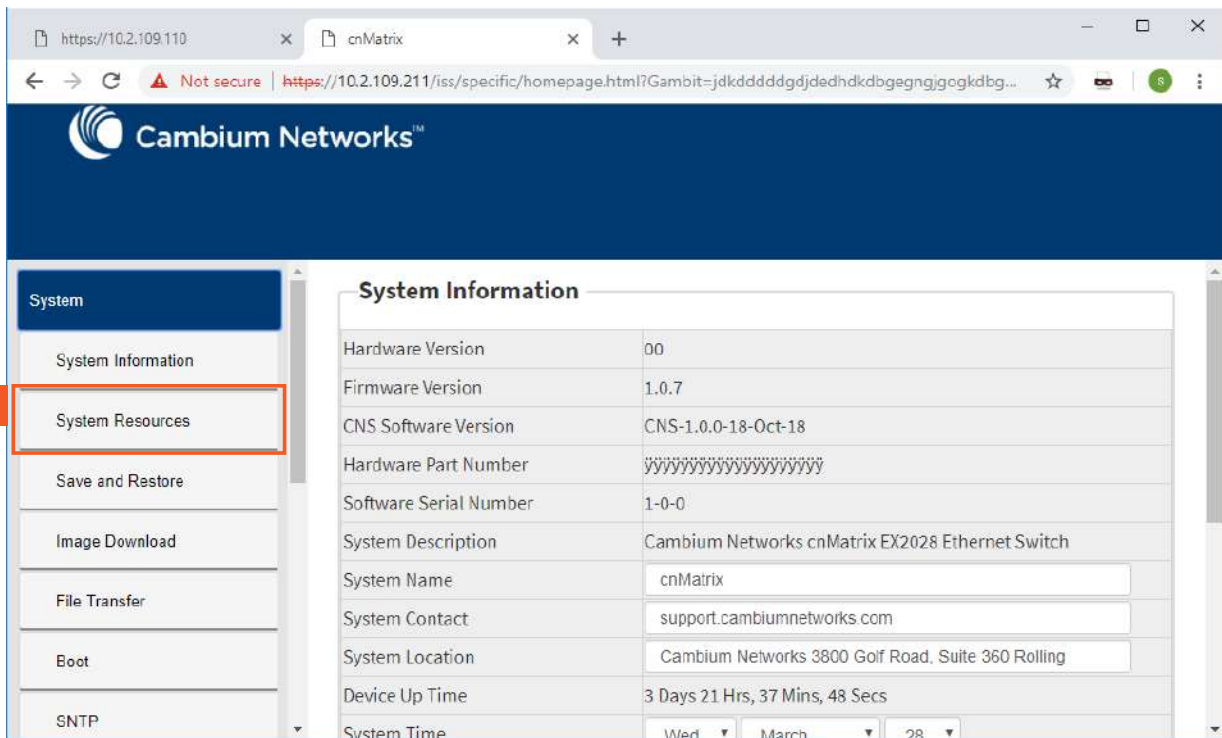 https://10.2.109.110
cnMatrix
Not secure | https://10.2.109.211/iss/specific/homepage.html?Gambit=jdkdddddgdjdedhdkdbgegngjgogkdbg...
S
Cambium Networks™
System
System Information
System Resources
Save and Restore
Image Download
File Transfer
Boot
SNTP
System Information
Hardware Version 00
Firmware Version 1.0.7
CNS Software Version CNS-1.0.0-18-Oct-18
Hardware Part Number ÿÿÿÿÿÿÿÿÿÿÿÿÿÿÿÿÿÿÿÿ
Software Serial Number 1-0-0
System Description Cambium Networks cnMatrix EX2028 Ethernet Switch
System Name cnMatrix
System Contact support.cambiumnetworks.com
System Location Cambium Networks 3800 Golf Road, Suite 360 Rolling
Device Up Time 3 Days 21 Hrs, 37 Mins, 48 Secs
System Time Wed March 28